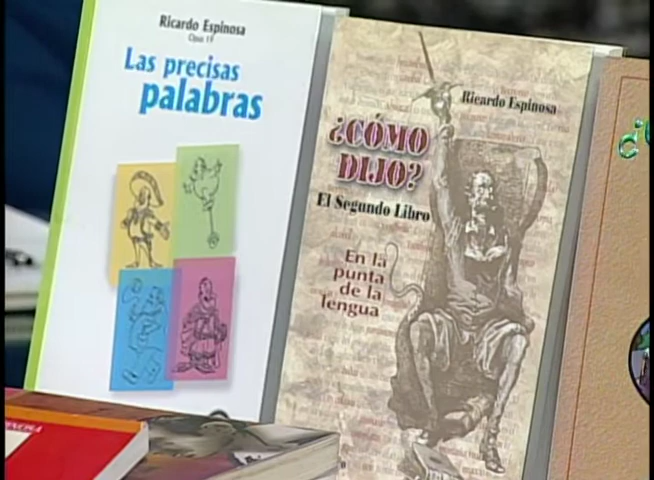 Ricardo Espinosa
Opus 19
Las precisas
palabras
Ricardo Espinosa
¿CÓMO
DIJO?
El Segundo Libro
En la
punta
de la
lengua